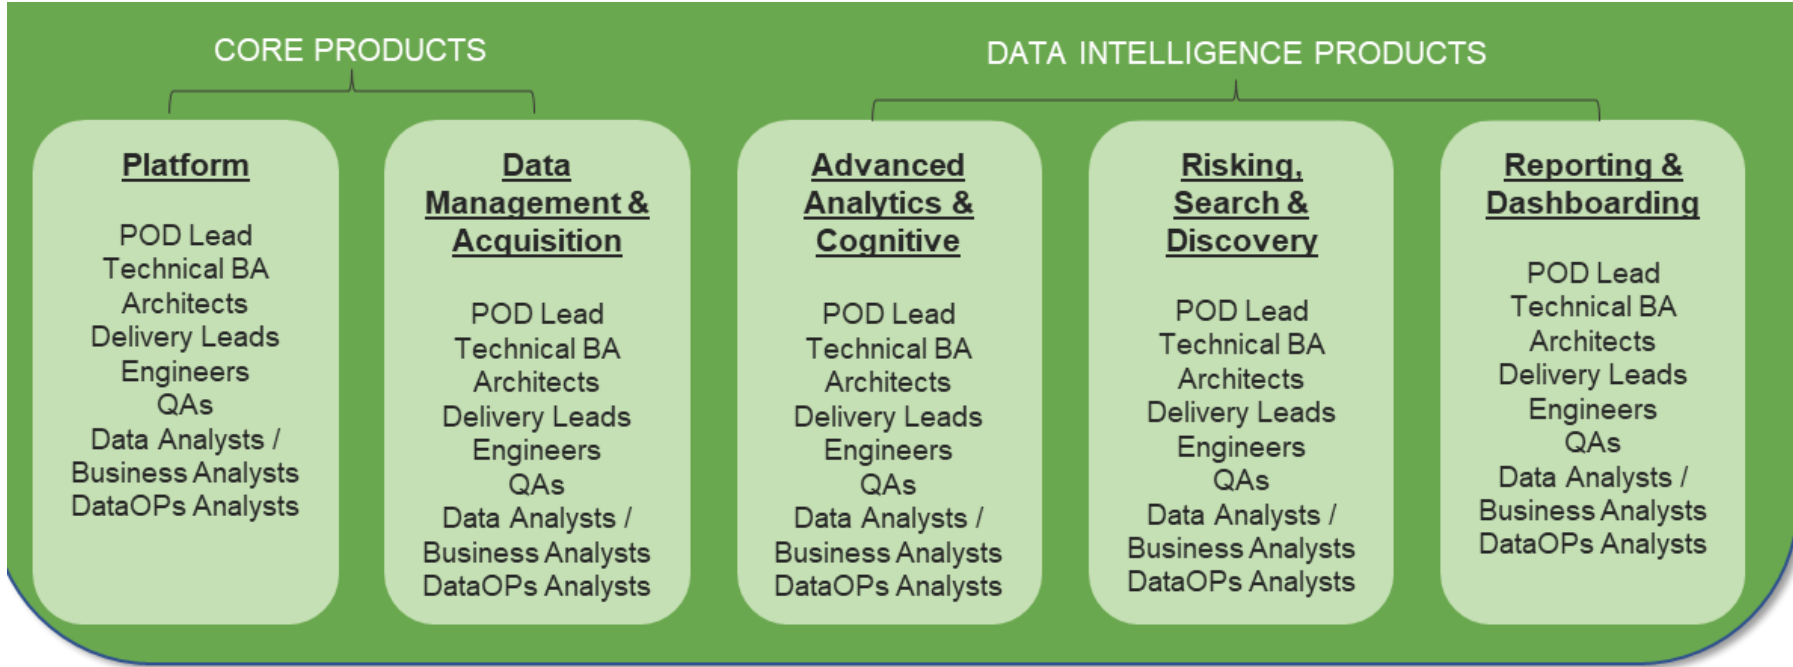 CORE PRODUCTS
DATA INTELLIGENCE PRODUCTS
Platform
POD Lead
Technical BA
Architects
Delivery Leads
Engineers
QAs
Data Analysts /
Business Analysts
DataOPs Analysts
Data
Management &
Acquisition
POD Lead
Technical BA
Architects
Delivery Leads
Engineers
QAs
Data Analysts /
Business Analysts
DataOPs Analysts
Advanced
Analytics &
Cognitive
POD Lead
Technical BA
Architects
Delivery Leads
Engineers
QAs
Data Analysts /
Business Analysts
DataOPs Analysts
Risking,
Search &
Discovery
POD Lead
Technical BA
Architects
Delivery Leads
Engineers
QAs
Data Analysts /
Business Analysts
DataOPs Analysts
Reporting &
Dashboarding
POD Lead
Technical BA
Architects
Delivery Leads
Engineers
QAs
Data Analysts /
Business Analysts
DataOPs Analysts